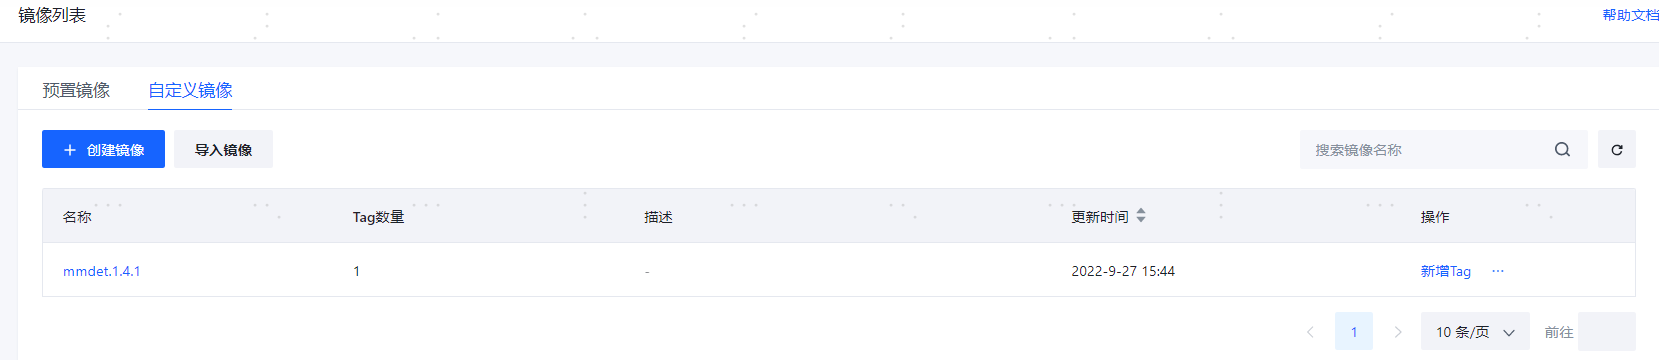 镜像列表
帮助文档
预置镜像 自定义镜像
+ 创建镜像 导入镜像 搜索镜像名称
名称 Tag数量 描述 更新时间 操作
mmdet.1.4.1 1 - 2022-9-27 15:44 新增Tag ···
< 1 > 10 条/页 前往